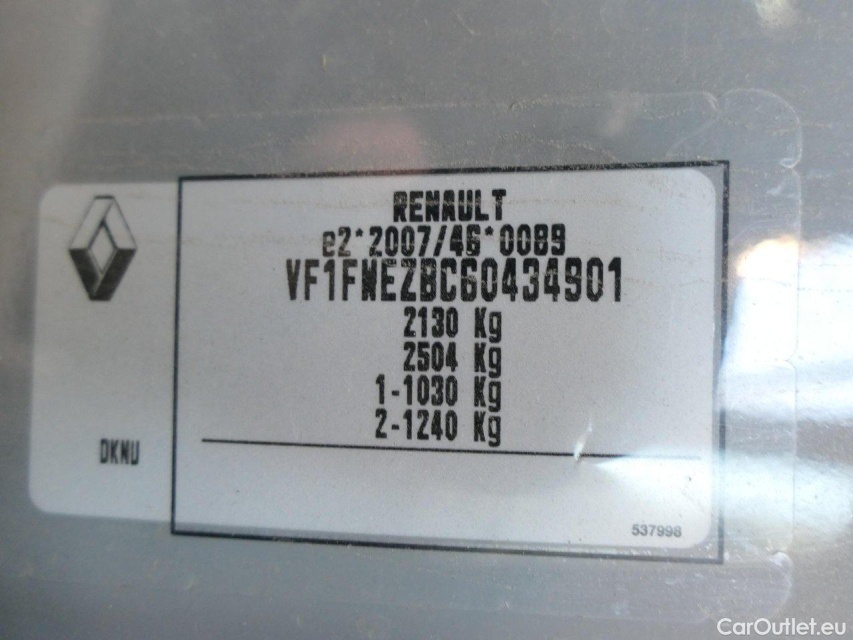 RENAULT
e2*2007/46*0089
VF1FWEZBC60434901
2130 Kg
2504 Kg
1-1030 Kg
2-1240 Kg
DKNU
537998
CarOutlet.eu